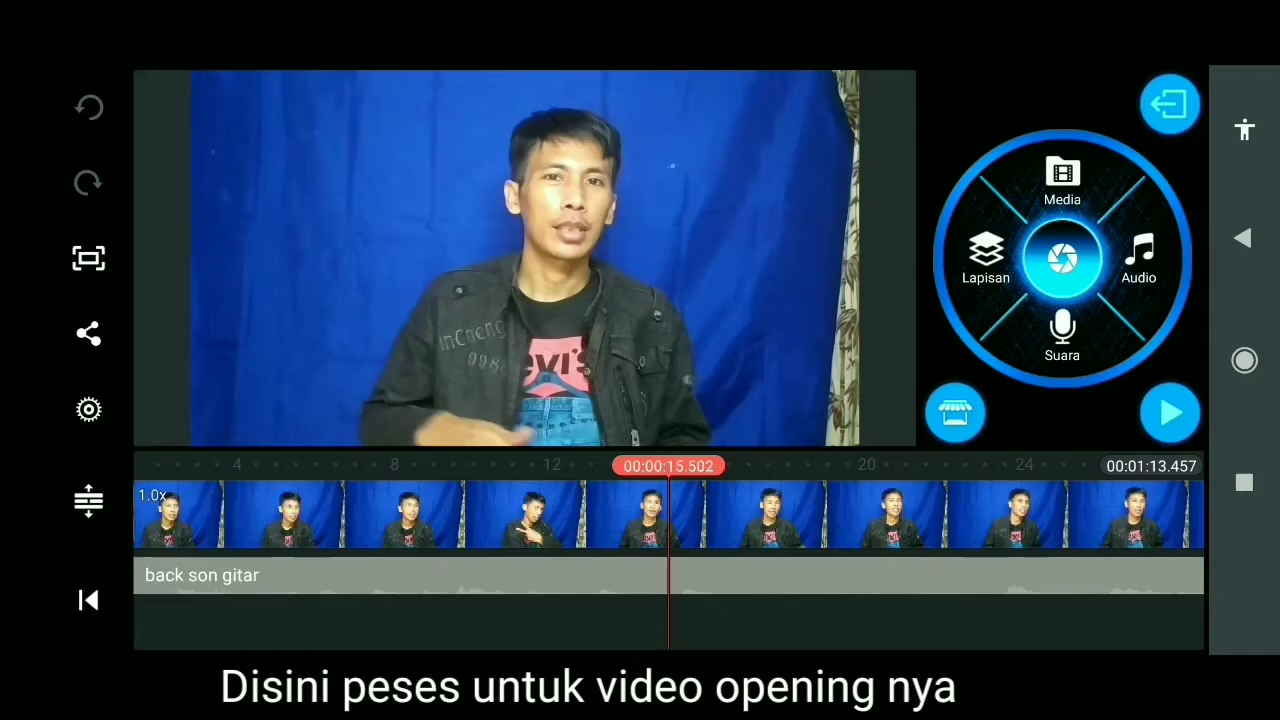 Media
Lapisan
Audio
Suara
inCheng
4
8
12
00:00:15.502
20
24
00:01:13.457
1.0x
back son gitar
Disini peses untuk video opening nya